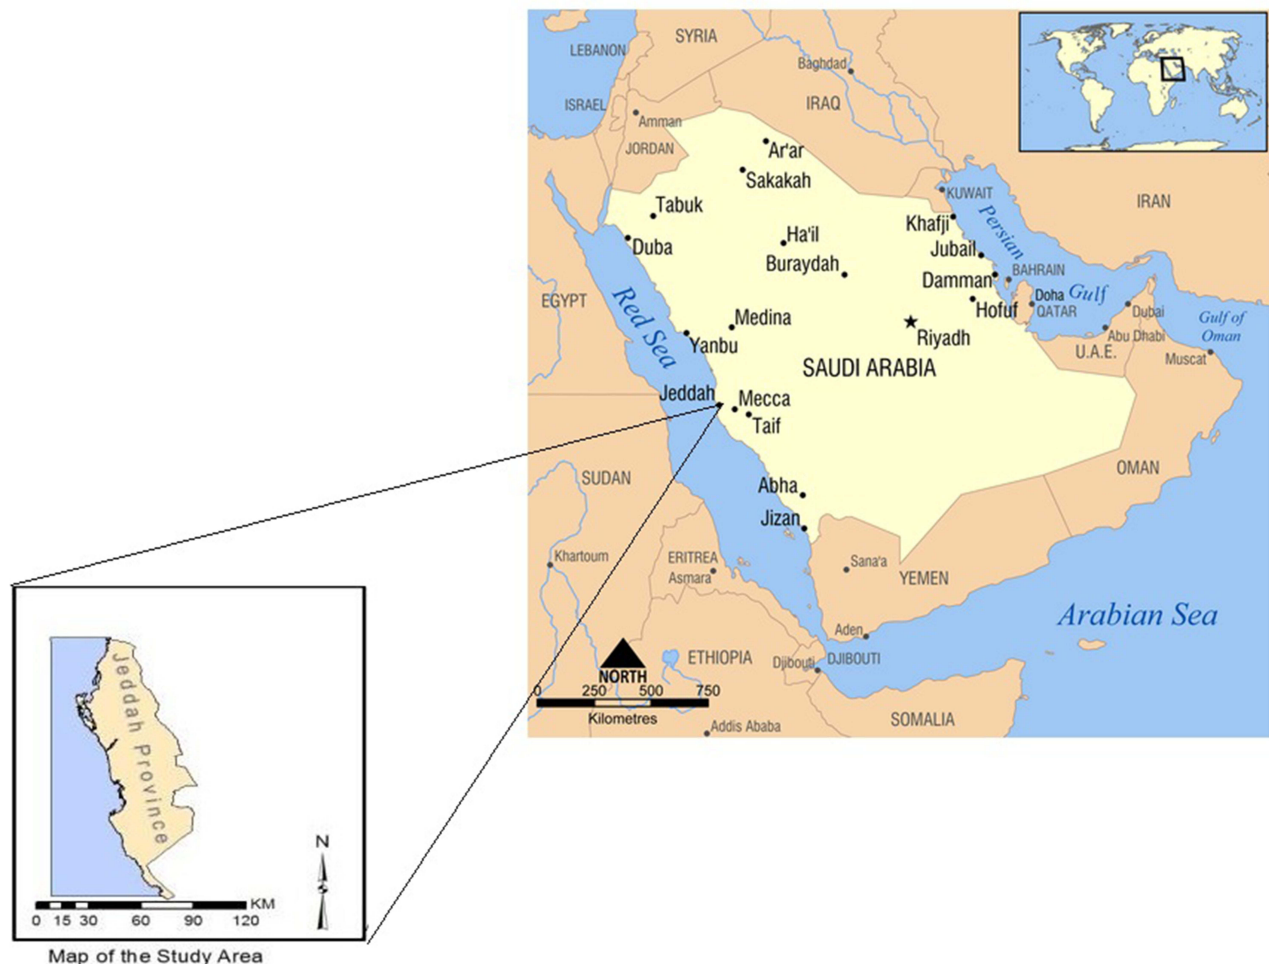 SYRIA
LEBANON
Baghdad
IRAQ
ISRAEL
Amman
JORDAN
Ar'ar
Sakakah
KUWAIT
IRAN
Tabuk
Khafji
Persian
Gulf
Duba
Ha'il
Jubail
Buraydah
Damman
BAHRAIN
EGYPT
Red Sea
Doha
QATAR
Hofuf
Dubai
Gulf of
Oman
Medina
Yanbu
Riyadh
Abu Dhabi
U.A.E.
Muscat
SAUDI ARABIA
Jeddah
Mecca
Taif
SUDAN
OMAN
Abha
Jizan
Khartoum
ERITREA
Asmara
Sana'a
YEMEN
Arabian Sea
Aden
ETHIOPIA
Djibouti
DJIBOUTI
NORTH
0 250 500 750
Kilometres
SOMALIA
Addis Ababa
Jeddah Province
N
KM
0 15 30 60 90 120
Map of the Study Area